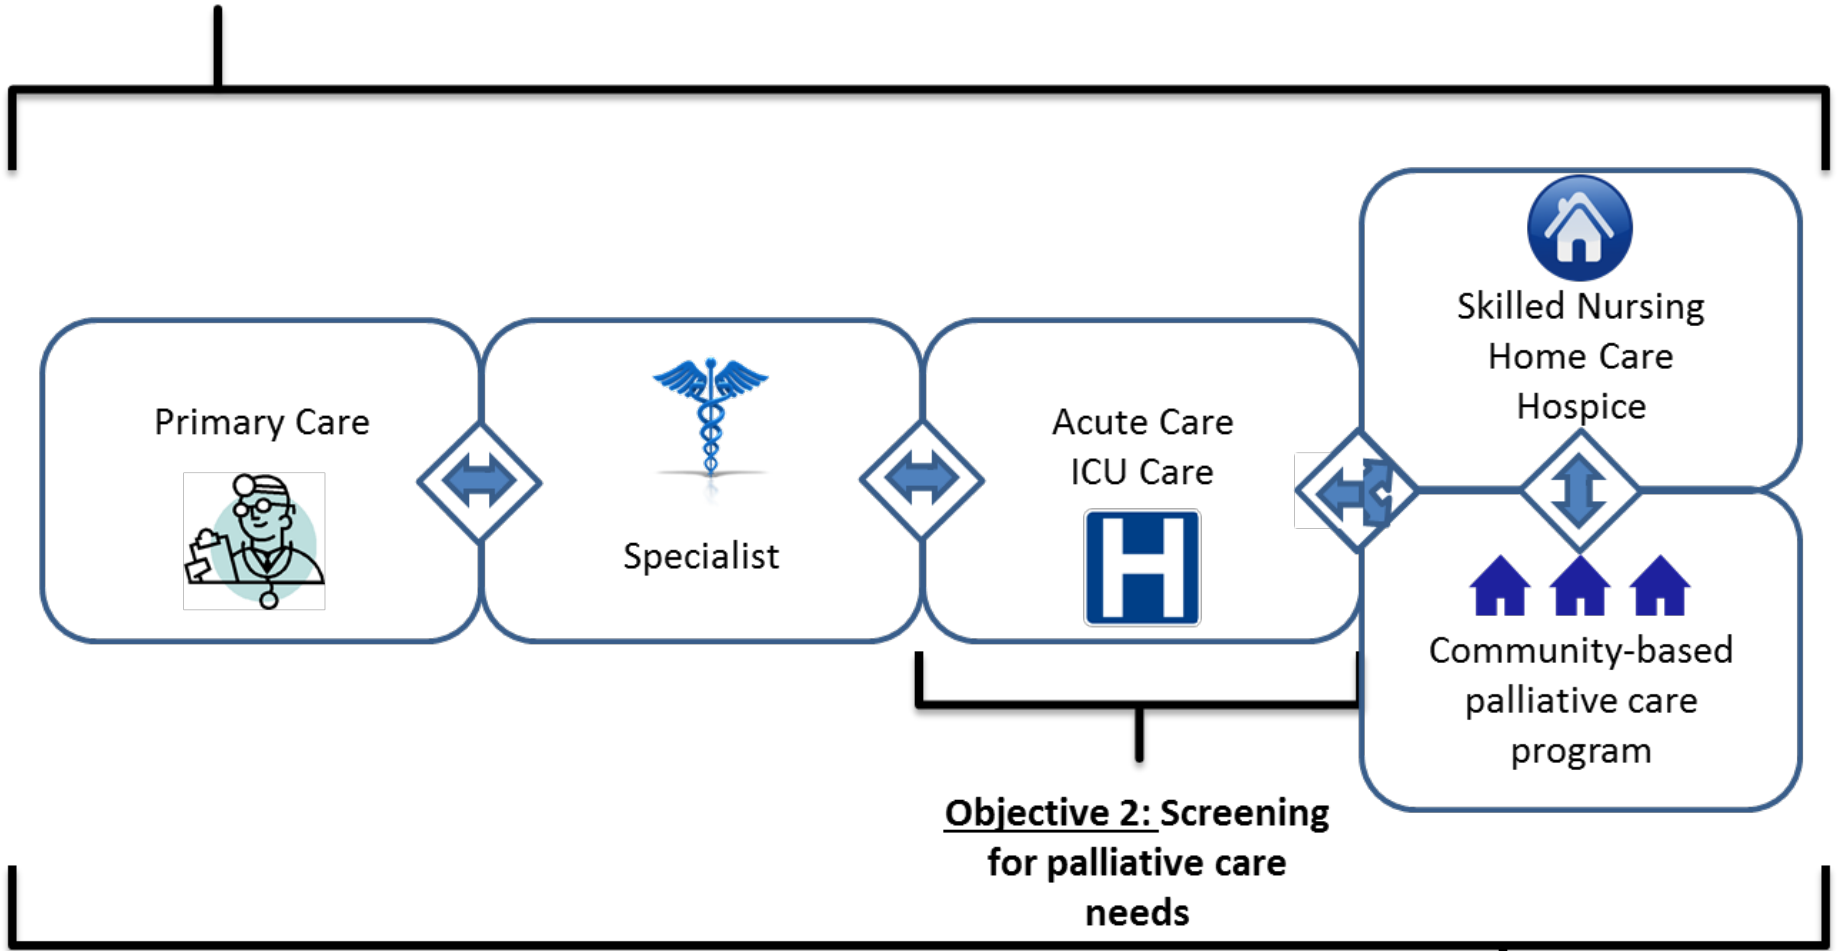 Primary Care
Specialist
Acute Care
ICU Care
H
Skilled Nursing
Home Care
Hospice
Community-based
palliative care
program
Objective 2: Screening
for palliative care
needs